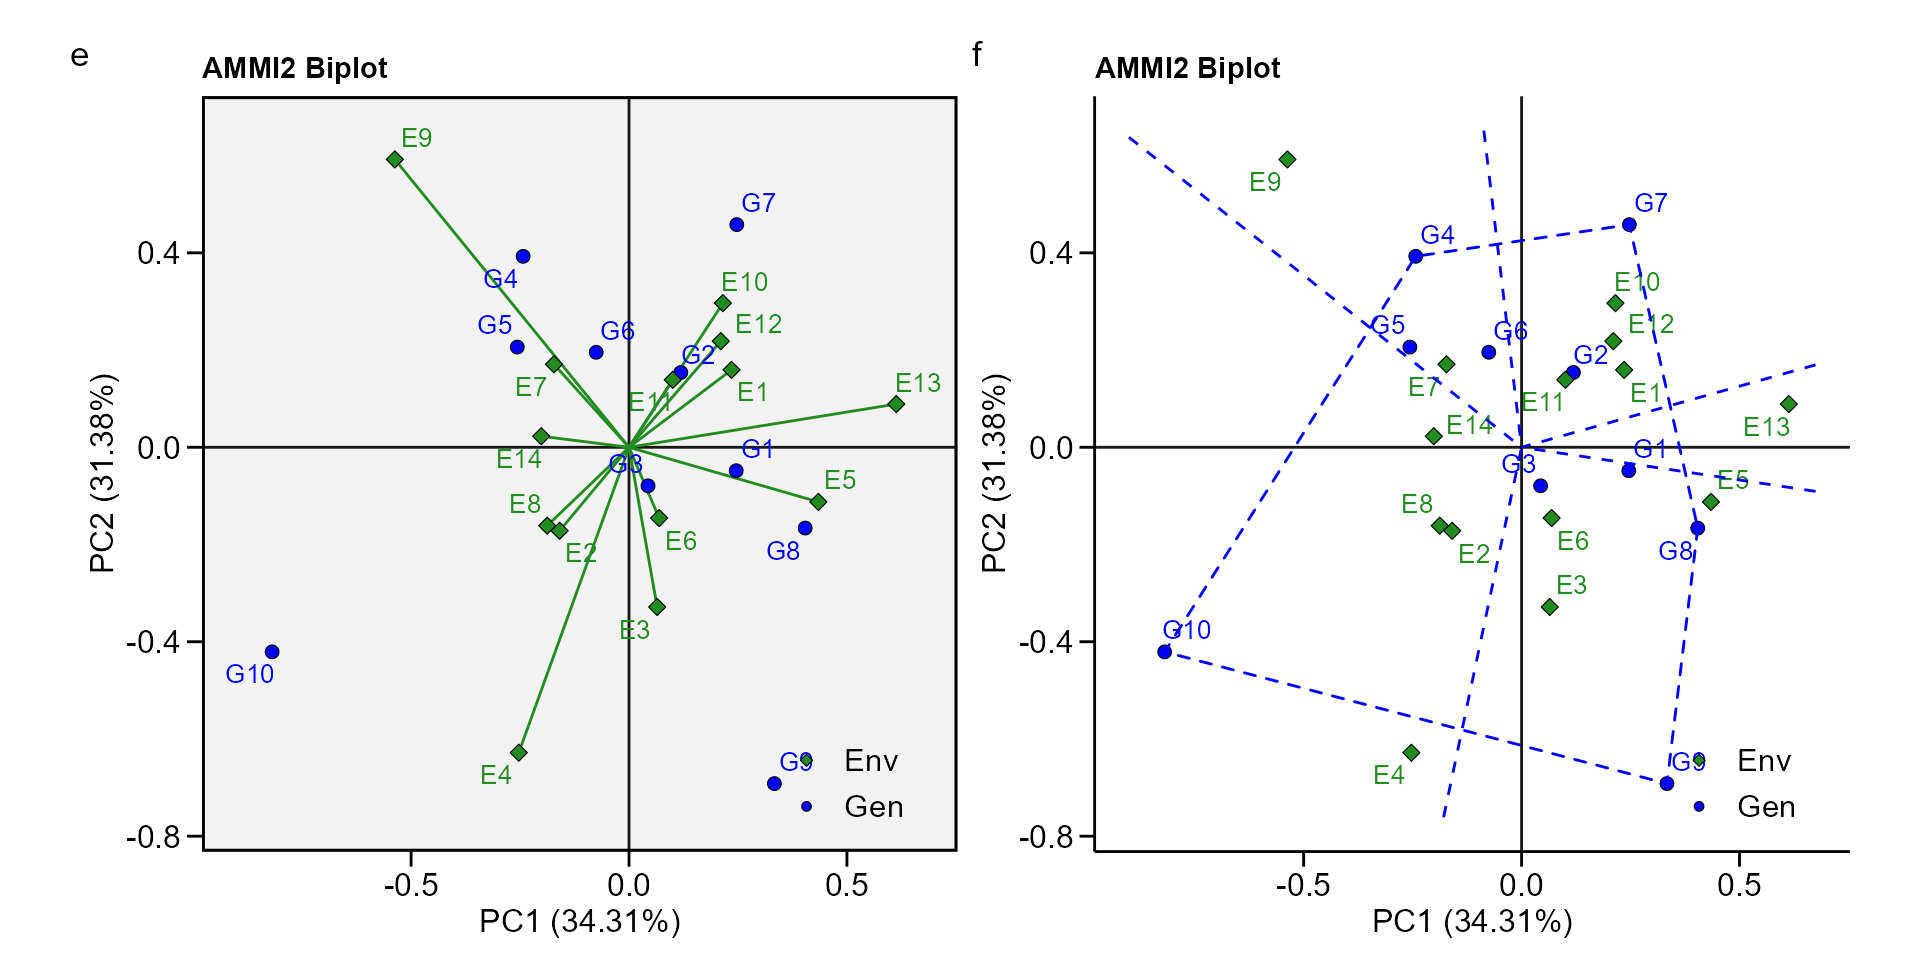 e
AMMI2 Biplot
E9
G7
G4
E10
G5
G6
E12
G2
E7
E11
E1
E13
G1
E14
G3
E5
E8
E2
E6
G8
E3
G10
E4
G9
Env
Gen
0.4
0.0
-0.4
-0.8
-0.5
0.0
0.5
PC1 (34.31%)
PC2 (31.38%)
f
AMMI2 Biplot
E9
G7
G4
E10
G5
G6
E12
G2
E7
E11
E1
E14
E13
G3
G1
E5
E8
E2
E6
G8
E3
G10
E4
G9
Env
Gen
0.4
0.0
-0.4
-0.8
-0.5
0.0
0.5
PC1 (34.31%)
PC2 (31.38%)